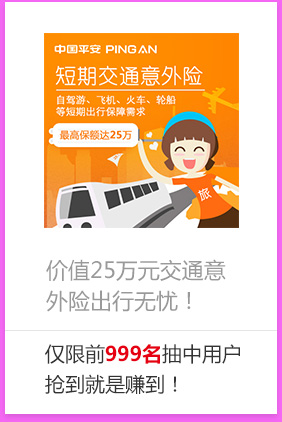 中国平安 PING AN
短期交通意外险
自驾游、飞机、火车、轮船
等短期出行保障需求
最高保额达25万
旅
价值25万元交通意
外险出行无忧！
仅限前999名抽中用户
抢到就是赚到！